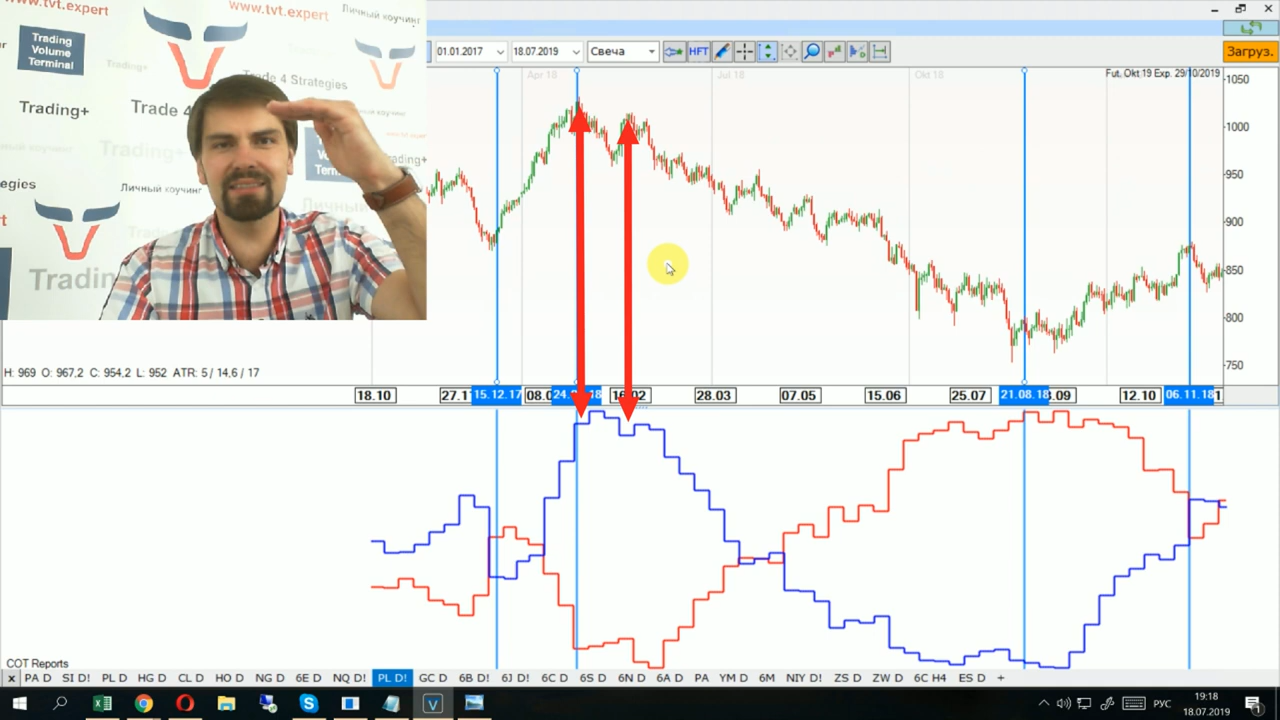 www.tvt.expert
www.tvt.expert
Личный коучинг
Trading
Volume
Terminal
Trading+
Trade 4 Strategies
Trading+
Trade 4
Trading+
Личный коучинг
Trading
01.01.2017
18.07.2019
Свеча
HFT
Загруз.
Apr 18
Jul 18
Okt 18
Fut, Okt 19 Exp. 29/10/2019
1050
1000
950
900
850
800
750
H: 969 O: 967,2 C: 954,2 L: 952 ATR: 5 / 14,6 / 17
18.10
15.12.17
28.03
07.05
15.06
25.07
21.08.18
12.10
06.11.18
COT Reports
x PA D SI D! PL D HG D CL D HO D NG D 6E D NQ D! PL D! GC D 6B D! 6J D! 6C D 6S D 6N D 6A D PA YM D 6M NIY D! ZS D ZW D 6C H4 ES D +
РУС
19:18
18.07.2019